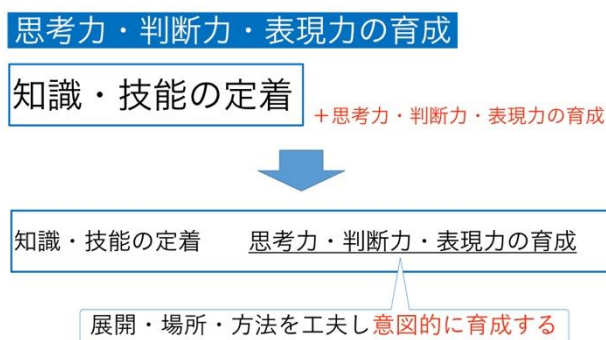 思考力・判断力・表現力の育成
知識・技能の定着
＋思考力・判断力・表現力の育成
知識・技能の定着　思考力・判断力・表現力の育成
展開・場所・方法を工夫し意図的に育成する